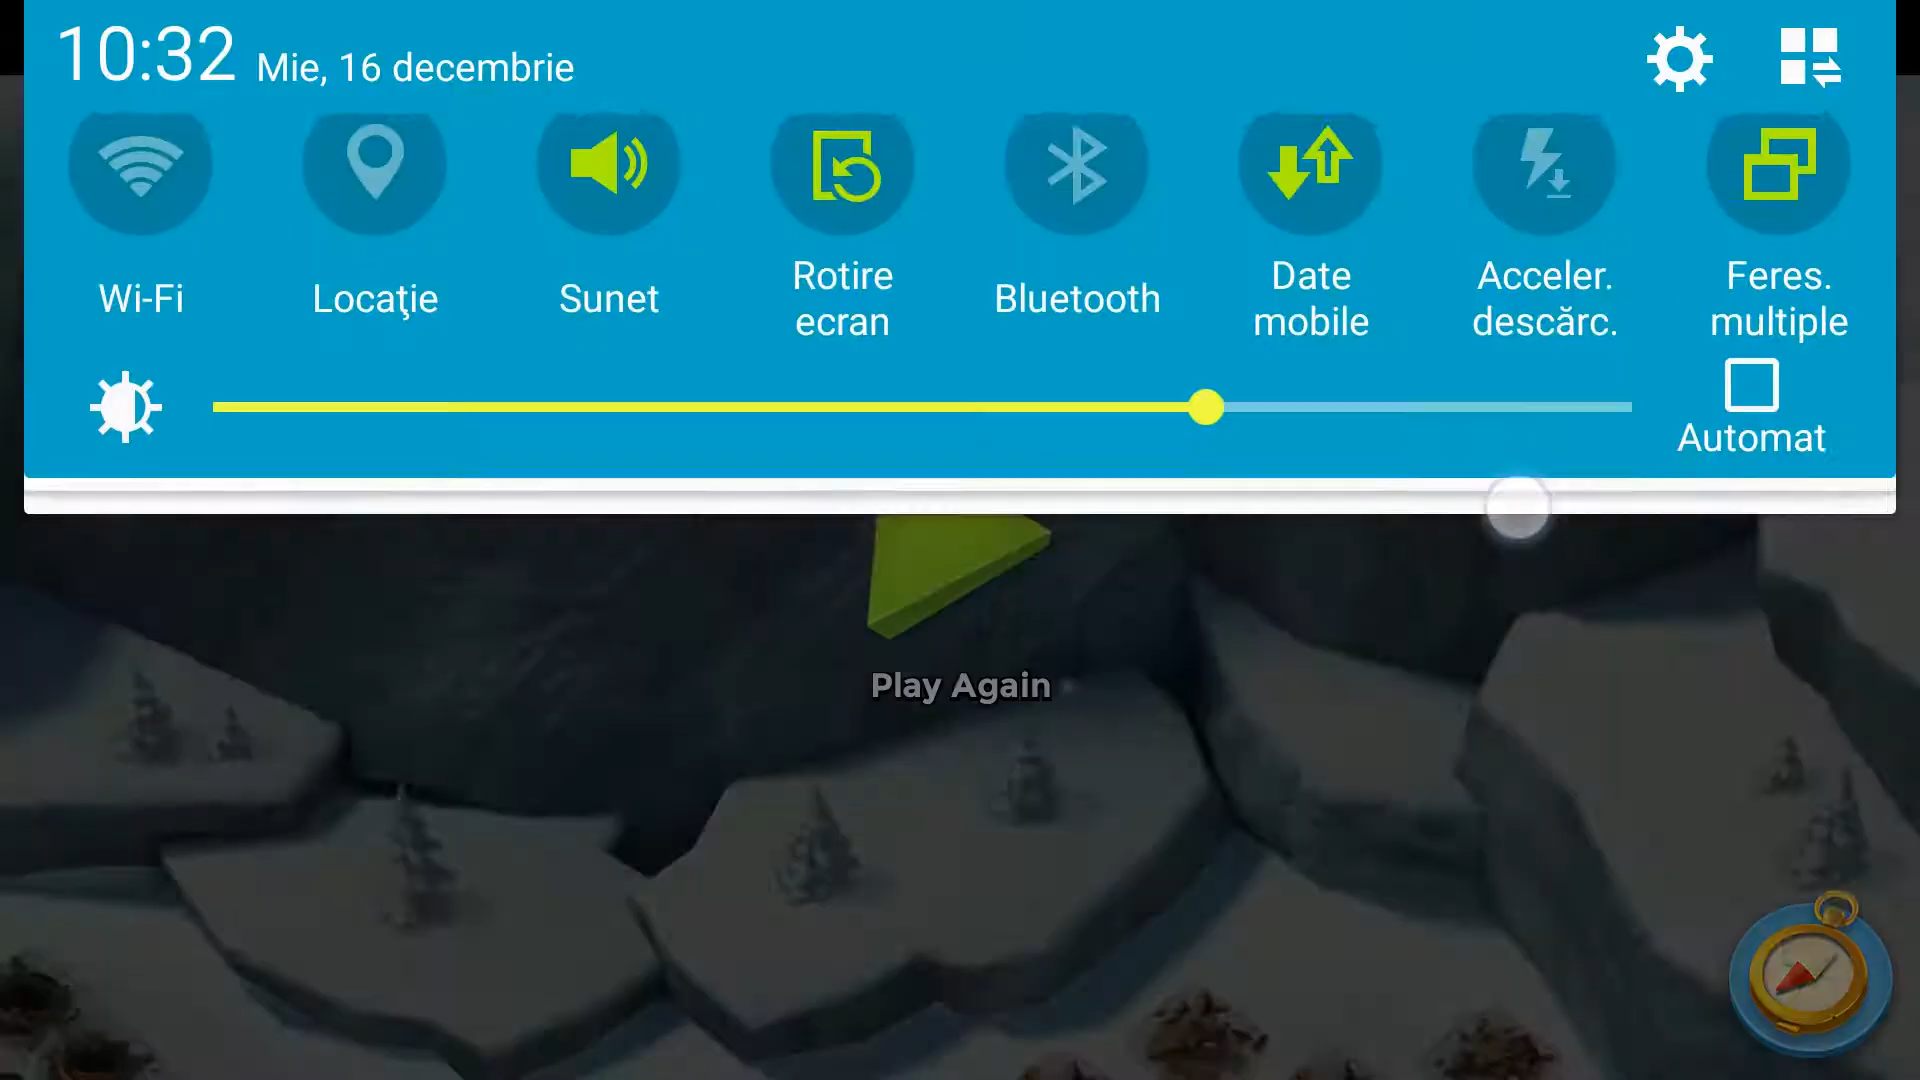 10:32 Mie, 16 decembrie
Wi-Fi
Locaţie
Sunet
Rotire
ecran
Bluetooth
Date
mobile
Acceler.
descărc.
Feres.
multiple
Automat
Play Again